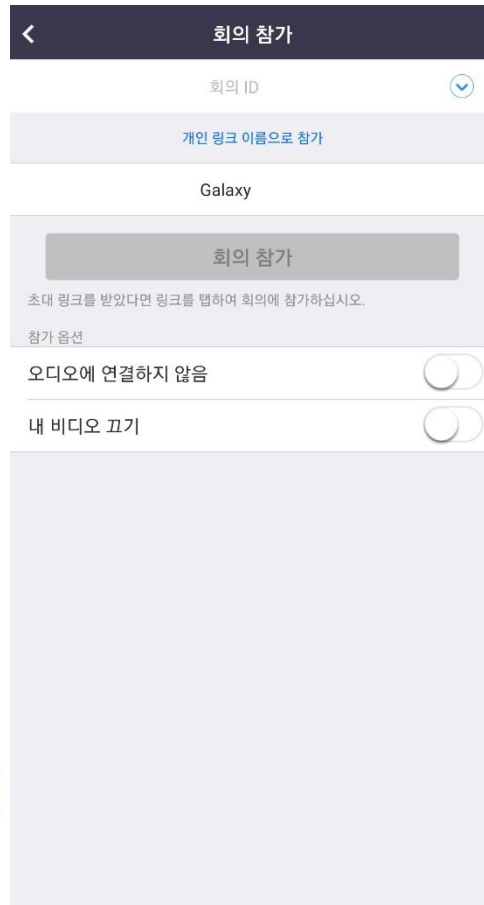 회의 참가
회의 ID
개인 링크 이름으로 참가
Galaxy
회의 참가
초대 링크를 받았다면 링크를 탭하여 회의에 참가하십시오.
참가 옵션
오디오에 연결하지 않음
내 비디오 끄기